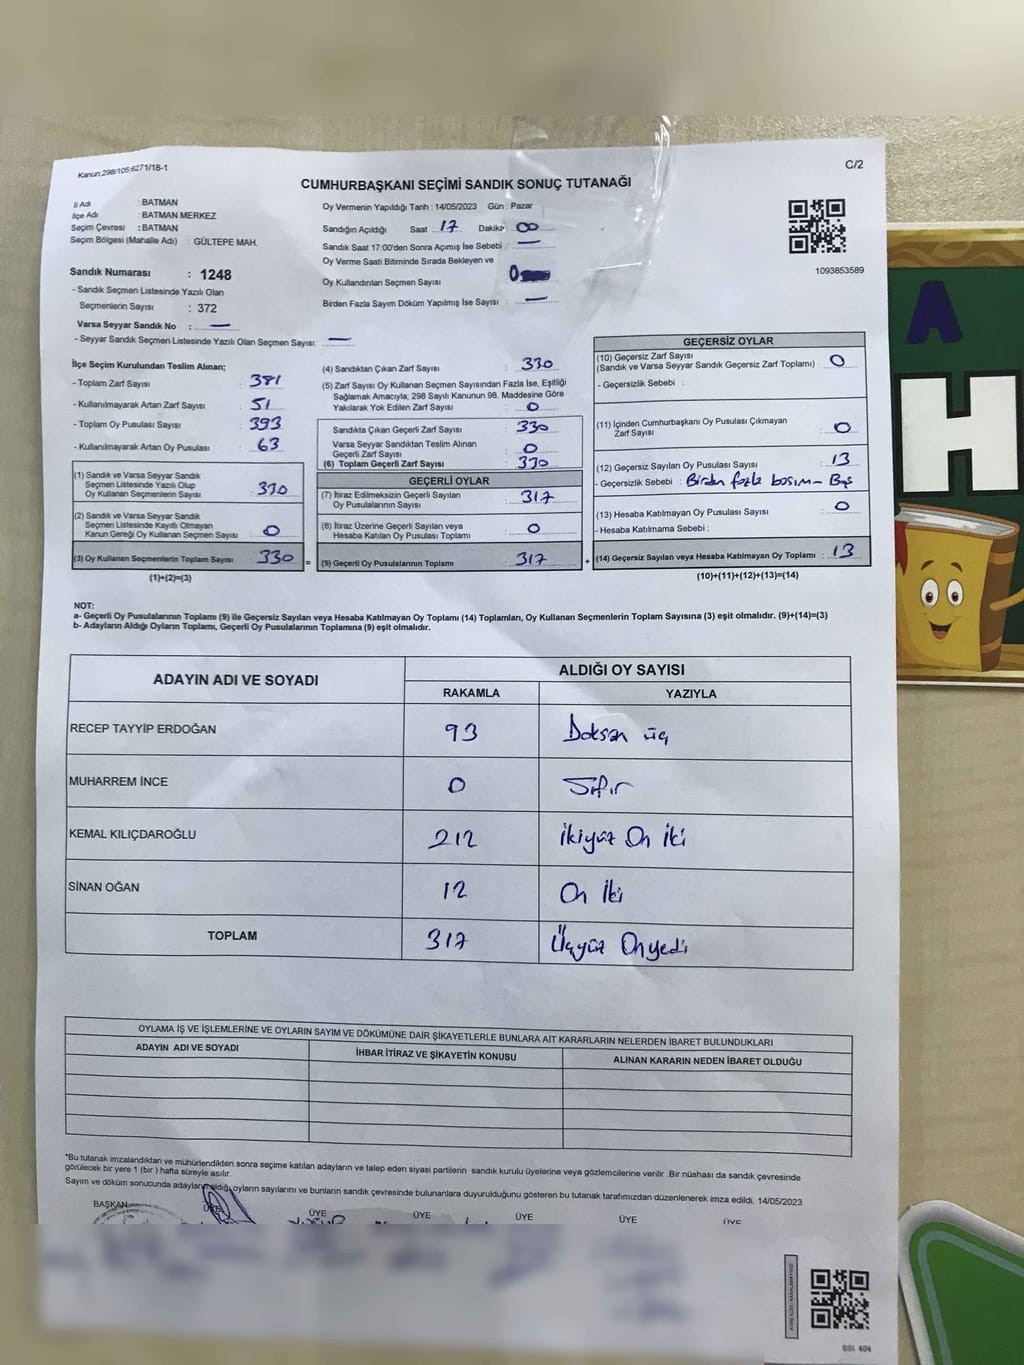 Kanun;298/105;6271/18-1
C/2
CUMHURBAŞKANI SEÇİMİ SANDIK SONUÇ TUTANAĞI
İl Adı : BATMAN
İlçe Adı : BATMAN MERKEZ
Seçim Çevresi : BATMAN
Seçim Bölgesi (Mahalle Adı) : GÜLTEPE MAH.
Sandık Numarası : 1248
- Sandık Seçmen Listesinde Yazılı Olan
Seçmenlerin Sayısı : 372
Varsa Seyyar Sandık No : —
- Seyyar Sandık Seçmen Listesinde Yazılı Olan Seçmen Sayısı: —
Oy Vermenin Yapıldığı Tarih : 14/05/2023 Gün : Pazar
Sandığın Açıldığı Saat 17 Dakika 00
Sandık Saat 17:00'den Sonra Açımış İse Sebebi : —
Oy Verme Saati Bitiminde Sırada Bekleyen ve
Oy Kullandırılan Seçmen Sayısı : 0
Birden Fazla Sayım Döküm Yapılmış İse Sayısı : —
1093853589
İlçe Seçim Kurulundan Teslim Alınan;
- Toplam Zarf Sayısı : 381
- Kullanılmayarak Artan Zarf Sayısı : 51
- Toplam Oy Pusulası Sayısı : 393
- Kullanılmayarak Artan Oy Pusulası : 63
(1) Sandık ve Varsa Seyyar Sandık
Seçmen Listesinde Yazılı Olup
Oy Kullanan Seçmenlerin Sayısı : 330
(2) Sandık ve Varsa Seyyar Sandık
Seçmen Listesinde Kayıtlı Olmayan
Kanun Gereği Oy Kullanan Seçmen Sayısı : 0
(3) Oy Kullanan Seçmenlerin Toplam Sayısı : 330
(1)+(2)=(3)
(4) Sandıktan Çıkan Zarf Sayısı : 330
(5) Zarf Sayısı Oy Kullanan Seçmen Sayısından Fazla İse, Eşitliği
Sağlamak Amacıyla; 298 Sayılı Kanunun 98. Maddesine Göre
Yakılarak Yok Edilen Zarf Sayısı : 0
Sandıkta Çıkan Geçerli Zarf Sayısı : 330
Varsa Seyyar Sandıktan Teslim Alınan
Geçerli Zarf Sayısı : 0
(6) Toplam Geçerli Zarf Sayısı : 330
GEÇERLİ OYLAR
(7) İtiraz Edilmeksizin Geçerli Sayılan
Oy Pusulalarının Sayısı : 317
(8) İtiraz Üzerine Geçerli Sayılan veya
Hesaba Katılan Oy Pusulası Toplamı : 0
(9) Geçerli Oy Pusulalarının Toplamı : 317
GEÇERSİZ OYLAR
(10) Geçersiz Zarf Sayısı
(Sandık ve Varsa Seyyar Sandık Geçersiz Zarf Toplamı) : 0
- Geçersizlik Sebebi :
(11) İçinden Cumhurbaşkanı Oy Pusulası Çıkmayan
Zarf Sayısı : 0
(12) Geçersiz Sayılan Oy Pusulası Sayısı : 13
- Geçersizlik Sebebi : Birden fazla basım - Boş
(13) Hesaba Katılmayan Oy Pusulası Sayısı : 0
- Hesaba Katılmama Sebebi :
(14) Geçersiz Sayılan veya Hesaba Katılmayan Oy Toplamı : 13
(10)+(11)+(12)+(13)=(14)
NOT:
a- Geçerli Oy Pusulalarının Toplamı (9) ile Geçersiz Sayılan veya Hesaba Katılmayan Oy Toplamı (14) Toplamları, Oy Kullanan Seçmenlerin Toplam Sayısına (3) eşit olmalıdır. (9)+(14)=(3)
b- Adayların Aldığı Oyların Toplamı, Geçerli Oy Pusulalarının Toplamına (9) eşit olmalıdır.
ADAYIN ADI VE SOYADI
ALDIĞI OY SAYISI
RAKAMLA YAZIYLA
RECEP TAYYİP ERDOĞAN 93 Doksan üç
MUHARREM İNCE 0 Sıfır
KEMAL KILIÇDAROĞLU 212 İkiyüz On İki
SİNAN OĞAN 12 On İki
TOPLAM 317 Üçyüz Onyedi
OYLAMA İŞ VE İŞLEMLERİNE VE OYLARIN SAYIM VE DÖKÜMÜNE DAİR ŞİKAYETLERLE BUNLARA AİT KARARLARIN NELERDEN İBARET BULUNDUKLARI
ADAYIN ADI VE SOYADI İHBAR İTİRAZ VE ŞİKAYETİN KONUSU ALINAN KARARIN NEDEN İBARET OLDUĞU
*Bu tutanak imzalandıktan ve mühürlendikten sonra seçime katılan adayların ve talep eden siyasi partilerin sandık kurulu üyelerine veya gözlemcilerine verilir .Bir nüshası da sandık çevresinde
görülecek bir yere 1 (bir ) hafta süreyle asılır.
Sayım ve döküm sonucunda adayların aldığı oyların sayılarını ve bunların sandık çevresinde bulunanlara duyurulduğunu gösteren bu tutanak tarafımızdan düzenlenerek imza edildi. 14/05/2023
BAŞKAN ÜYE ÜYE ÜYE ÜYE ÜYE ÜYE
A
H